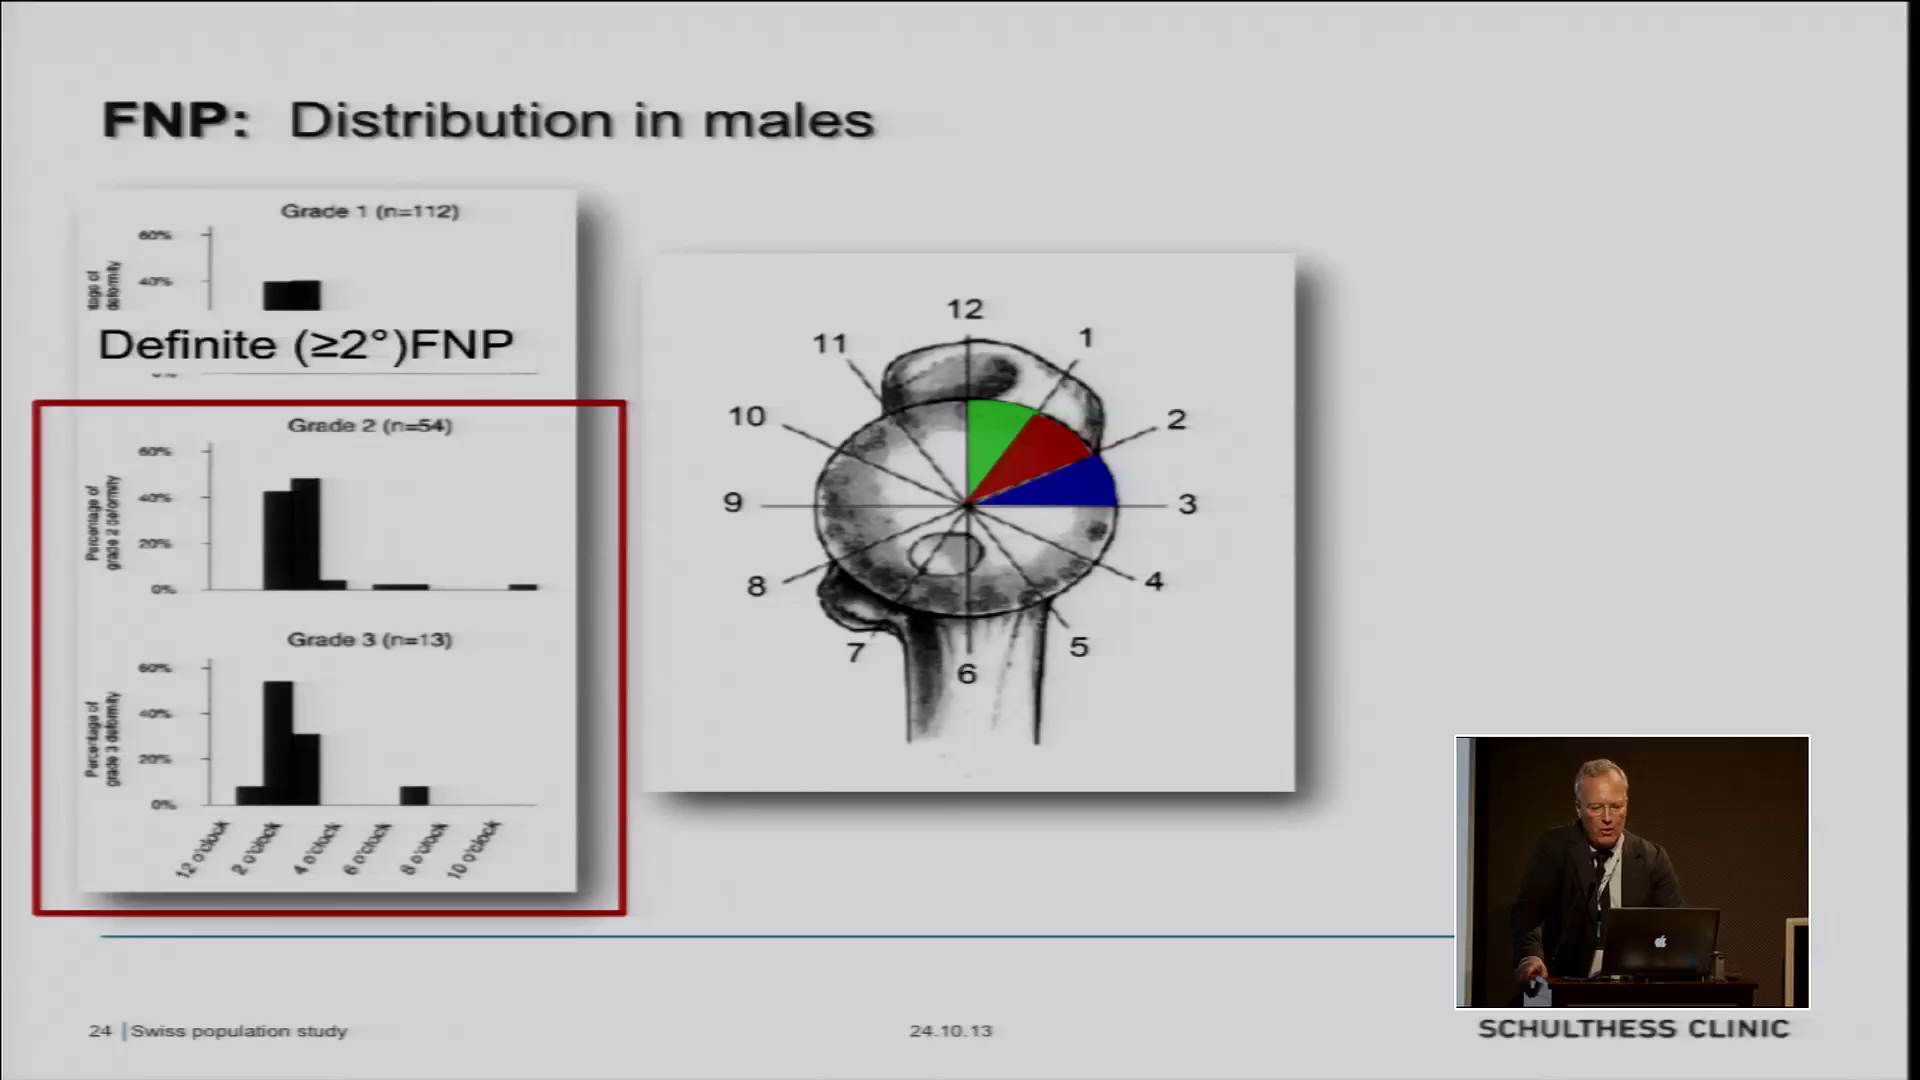 FNP: Distribution in males
Grade 1 (n=112)
60%
40%
Definite (≥2°)FNP
Grade 2 (n=54)
60%
40%
20%
0%
Percentage of
grade 2 deformity
Grade 3 (n=13)
60%
40%
20%
0%
Percentage of
grade 3 deformity
12 o'clock
2 o'clock
4 o'clock
6 o'clock
8 o'clock
10 o'clock
12
1
2
3
4
5
6
7
8
9
10
11
24 | Swiss population study
24.10.13
SCHULTHESS CLINIC